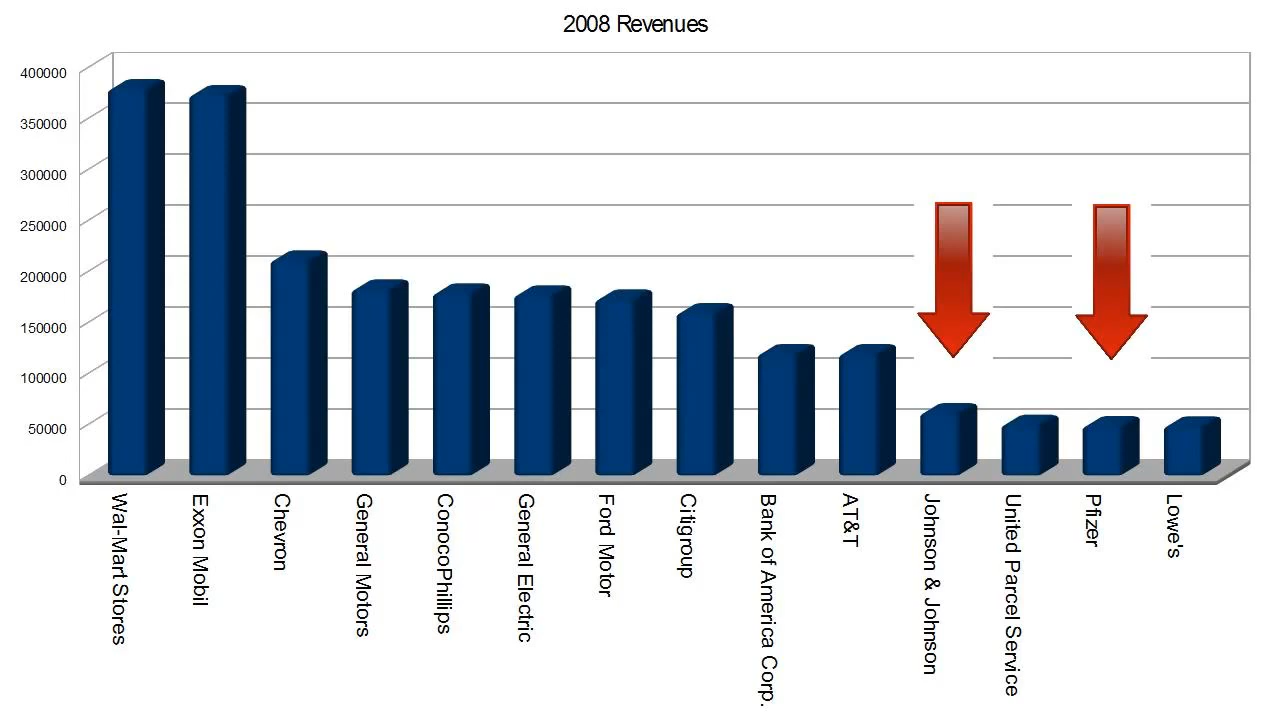 2008 Revenues
400000
350000
300000
250000
200000
150000
100000
50000
0
Wal-Mart Stores
Exxon Mobil
Chevron
General Motors
ConocoPhillips
General Electric
Ford Motor
Citigroup
Bank of America Corp.
AT&T
Johnson & Johnson
United Parcel Service
Pfizer
Lowe's